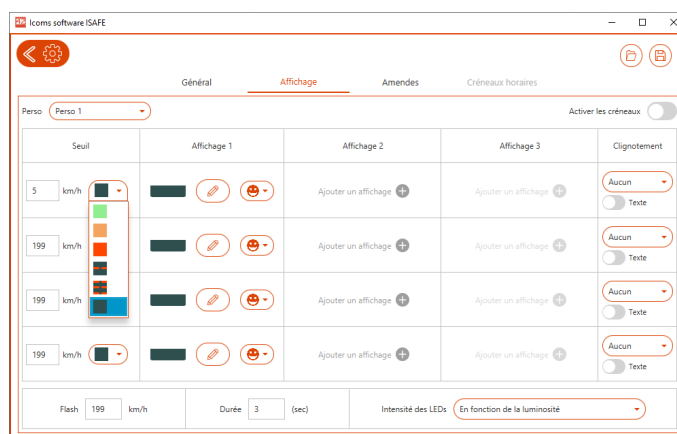 Icoms software ISAFE
Général Affichage Amendes Créneaux horaires
Perso Perso 1 Activer les créneaux
Seuil Affichage 1 Affichage 2 Affichage 3 Clignotement
5 km/h Ajouter un affichage Ajouter un affichage Aucun
Texte
199 km/h Ajouter un affichage Ajouter un affichage Aucun
Texte
199 km/h Ajouter un affichage Ajouter un affichage Aucun
Texte
199 km/h Ajouter un affichage Ajouter un affichage Aucun
Texte
Flash 199 km/h Durée 3 (sec) Intensité des LEDs En fonction de la luminosité